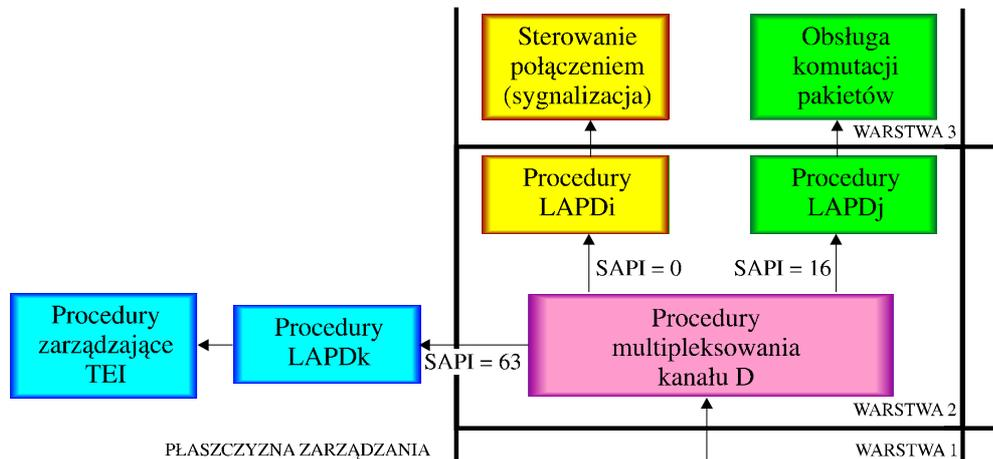 Sterowanie
połączeniem
(sygnalizacja)
Obsługa
komutacji
pakietów
WARSTWA 3
Procedury
LAPDi
Procedury
LAPDj
SAPI = 0
SAPI = 16
Procedury
zarządzające
TEI
Procedury
LAPDk
SAPI = 63
Procedury
multipleksowania
kanału D
WARSTWA 2
PŁASZCZYZNA ZARZĄDZANIA
WARSTWA 1